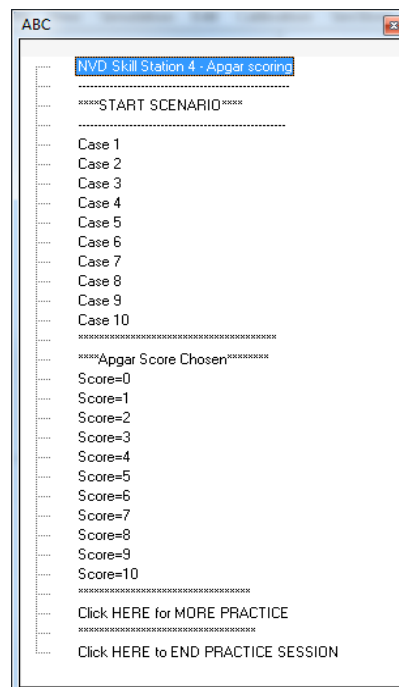 ABC
NVD Skill Station 4 - Apgar scoring
----------------------------------------------------
****START SCENARIO****
---------------------------------------------------
Case 1
Case 2
Case 3
Case 4
Case 5
Case 6
Case 7
Case 8
Case 9
Case 10
****************************************
****Apgar Score Chosen********
Score=0
Score=1
Score=2
Score=3
Score=4
Score=5
Score=6
Score=7
Score=8
Score=9
Score=10
***********************************
Click HERE for MORE PRACTICE
************************************
Click HERE to END PRACTICE SESSION